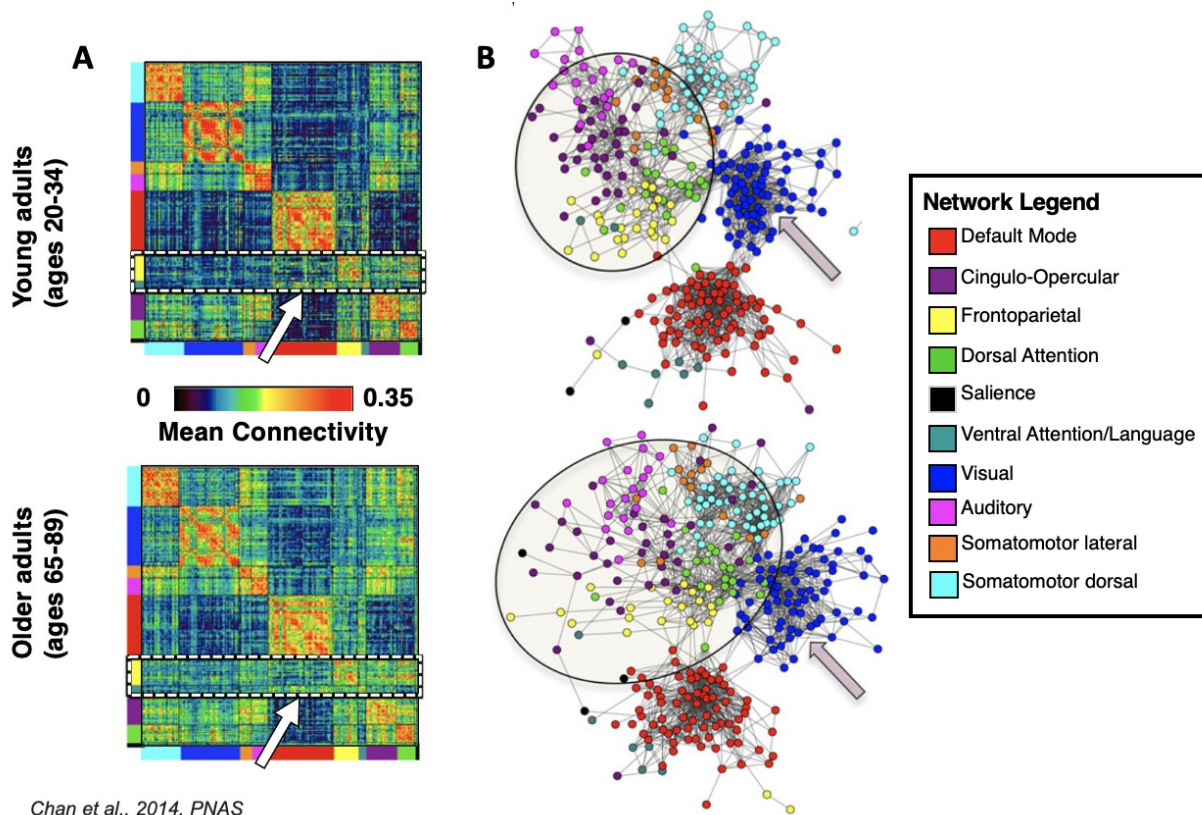 A
B
Young adults
(ages 20-34)
0
0.35
Mean Connectivity
Older adults
(ages 65-89)
Network Legend
Default Mode
Cingulo-Opercular
Frontoparietal
Dorsal Attention
Salience
Ventral Attention/Language
Visual
Auditory
Somatomotor lateral
Somatomotor dorsal
Chan et al., 2014, PNAS